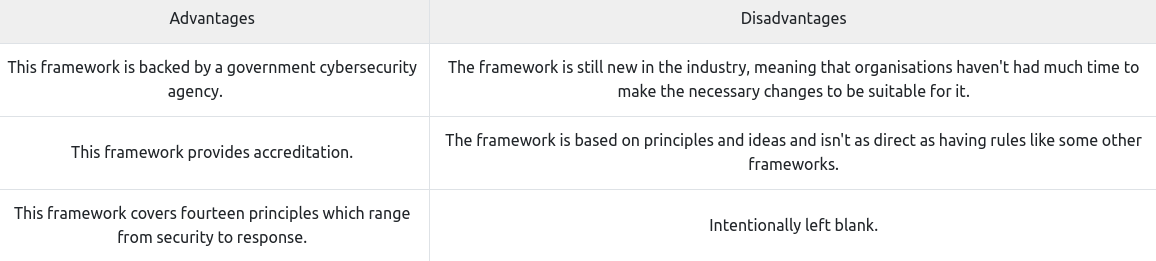 Advantages
Disadvantages
This framework is backed by a government cybersecurity
agency.
The framework is still new in the industry, meaning that organisations haven't had much time to
make the necessary changes to be suitable for it.
This framework provides accreditation.
The framework is based on principles and ideas and isn't as direct as having rules like some other
frameworks.
This framework covers fourteen principles which range
from security to response.
Intentionally left blank.